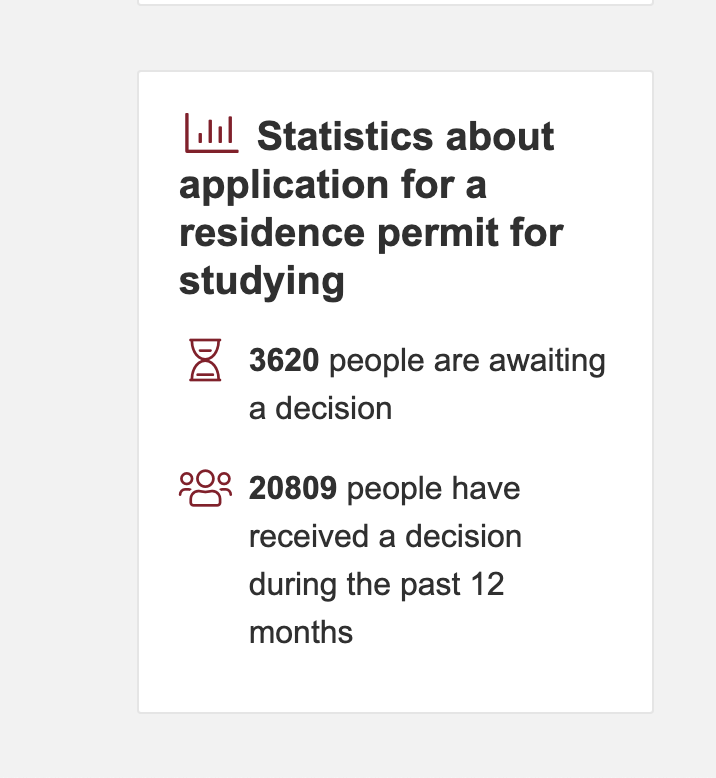 Statistics about
application for a
residence permit for
studying
3620 people are awaiting
a decision
20809 people have
received a decision
during the past 12
months